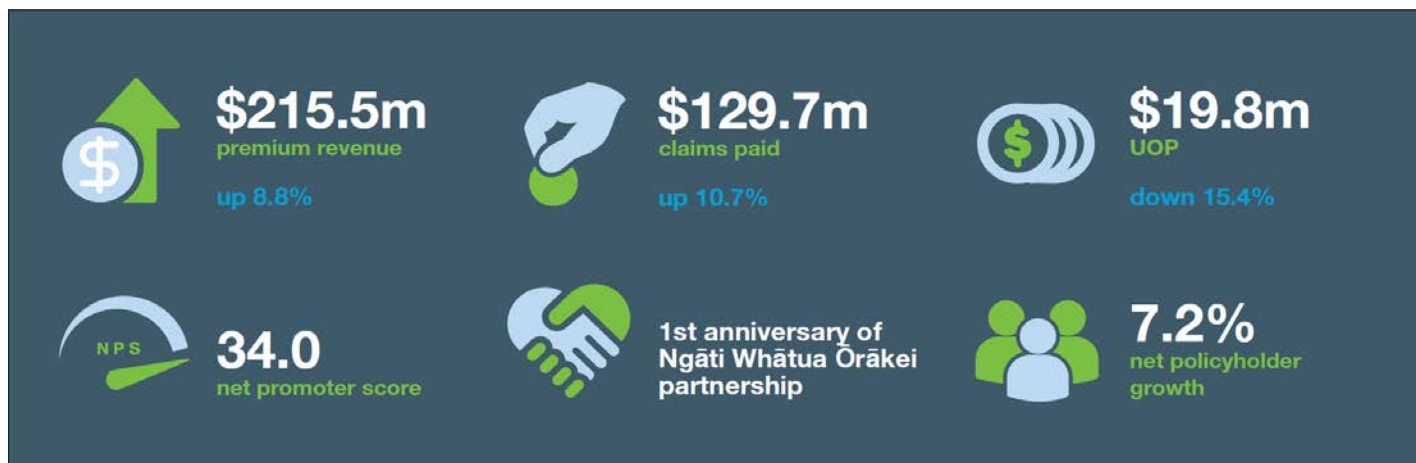 $215.5m
premium revenue
up 8.8%
$129.7m
claims paid
up 10.7%
$19.8m
UOP
down 15.4%
NPS
34.0
net promoter score
1st anniversary of
Ngāti Whātua Ōrākei
partnership
7.2%
net policyholder
growth